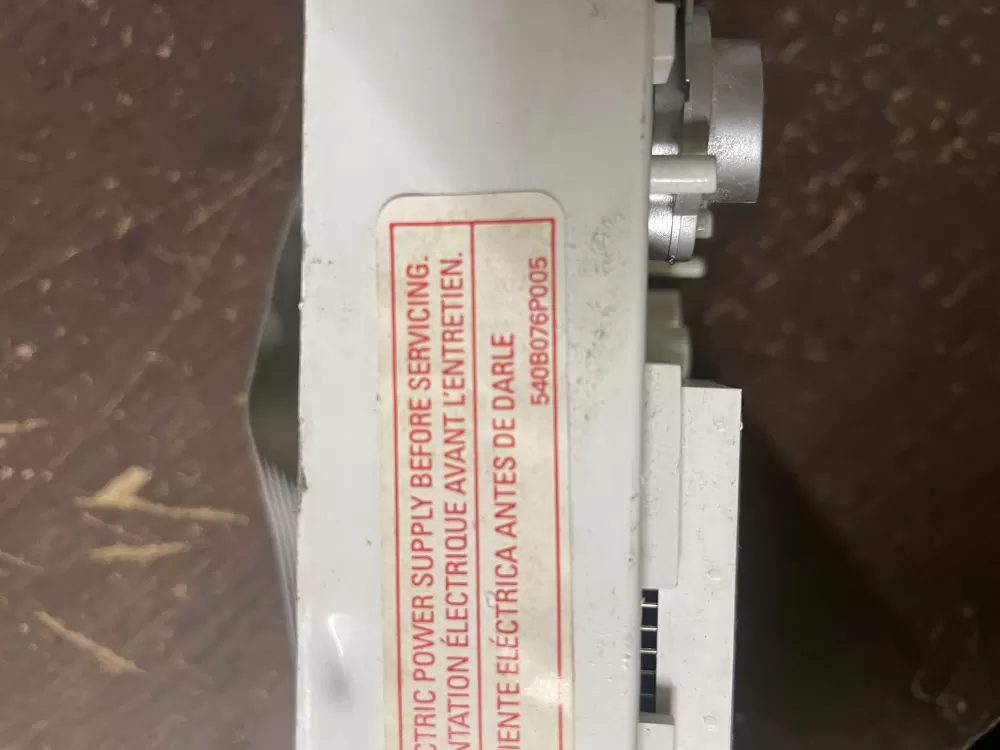 CTRIC POWER SUPPLY BEFORE SERVICING.
NTATION ÉLECTRIQUE AVANT L'ENTRETIEN.
IENTE ELÉCTRICA ANTES DE DARLE
540B076P005